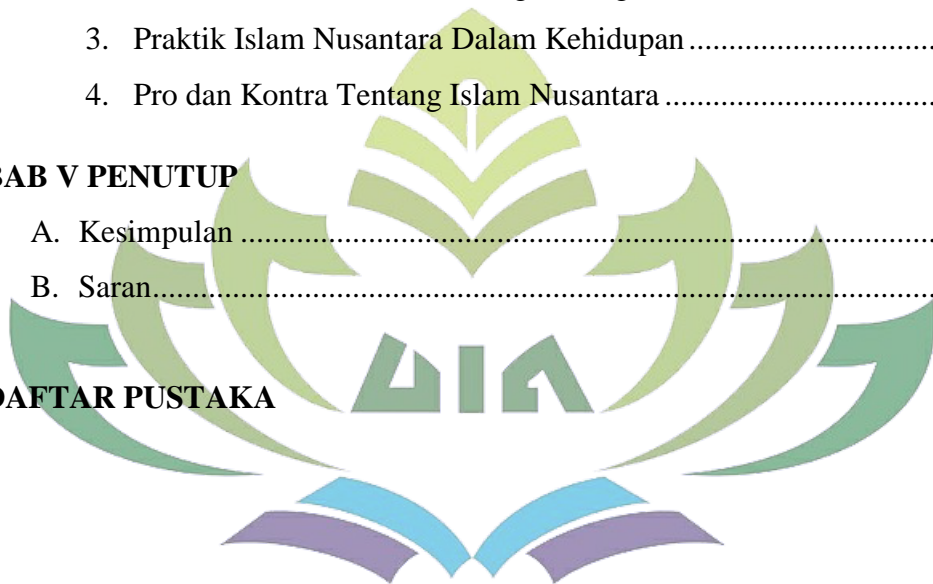 3. Praktik Islam Nusantara Dalam Kehidupan ..............................
4. Pro dan Kontra Tentang Islam Nusantara .................................
BAB V PENUTUP
A. Kesimpulan .....................................................................................
B. Saran................................................................................................
UIN
DAFTAR PUSTAKA